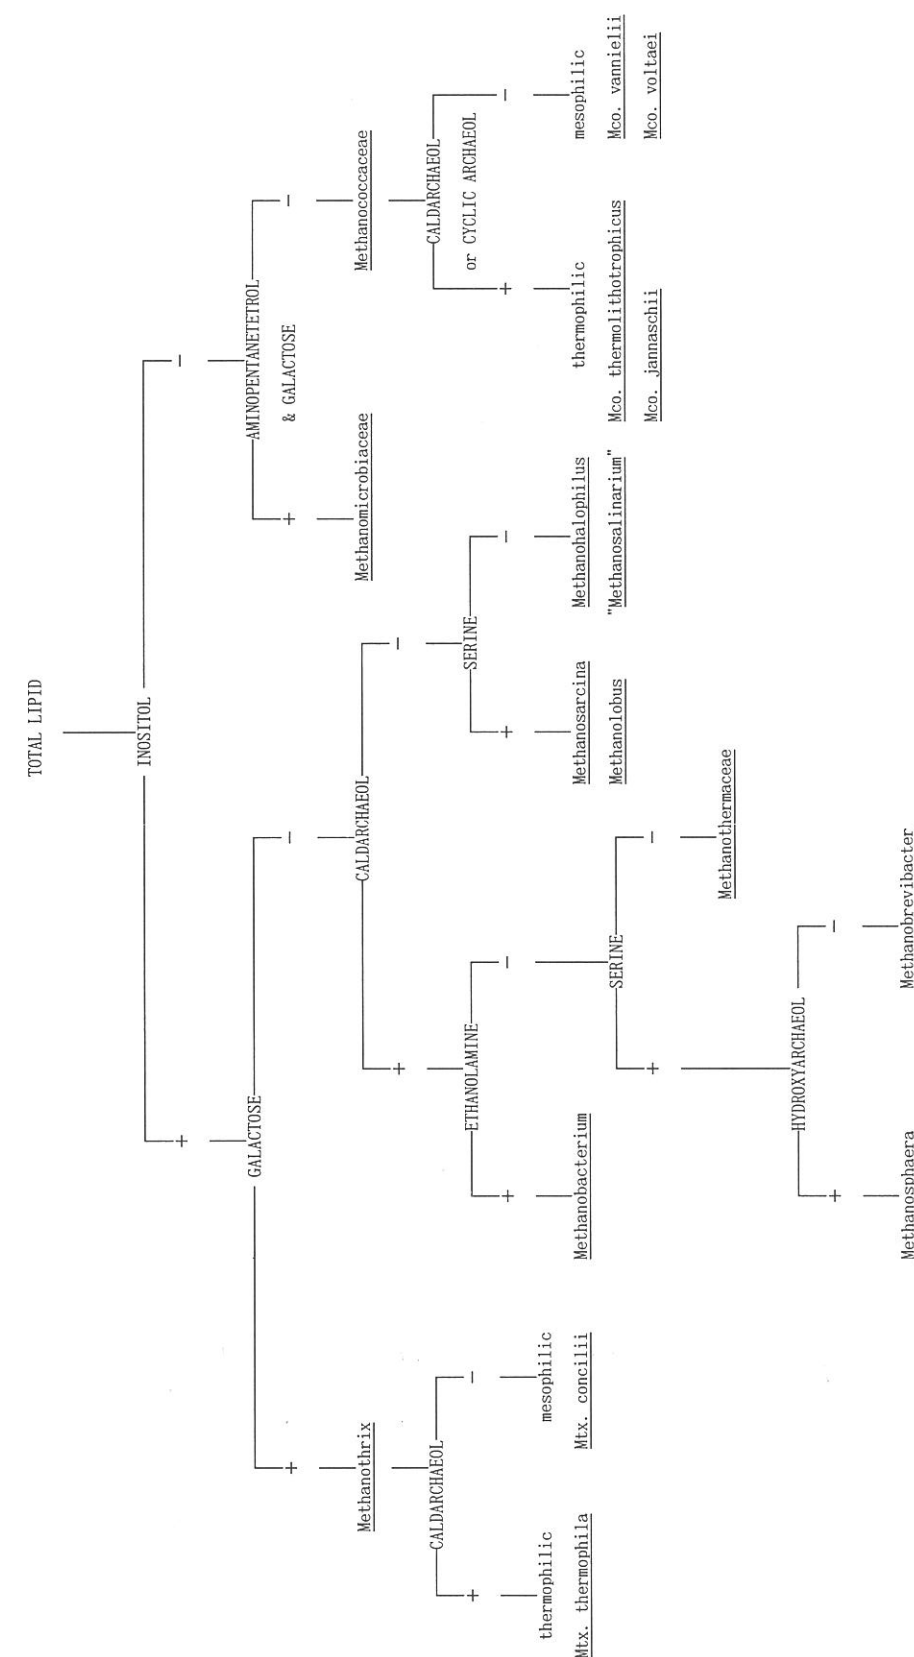 TOTAL LIPID
INOSITOL
+
−
GALACTOSE
AMINOPENTANETETROL
& GALACTOSE
+
−
+
−
Methanothrix
CALDARCHAEOL
Methanomicrobiaceae
Methanococcaceae
CALDARCHAEOL
+
−
CALDARCHAEOL
or CYCLIC ARCHAEOL
+
−
ETHANOLAMINE
SERINE
+
−
thermophilic
Mtx. thermophila
mesophilic
Mtx. concilii
+
−
+
−
Methanobacterium
Methanosarcina
Methanolobus
Methanohalophilus
"Methanosalinarium"
thermophilic
Mco. thermolithotrophicus
Mco. jannaschii
mesophilic
Mco. vannielii
Mco. voltaei
SERINE
+
−
Methanothermaceae
HYDROXYARCHAEOL
+
−
Methanosphaera
Methanobrevibacter